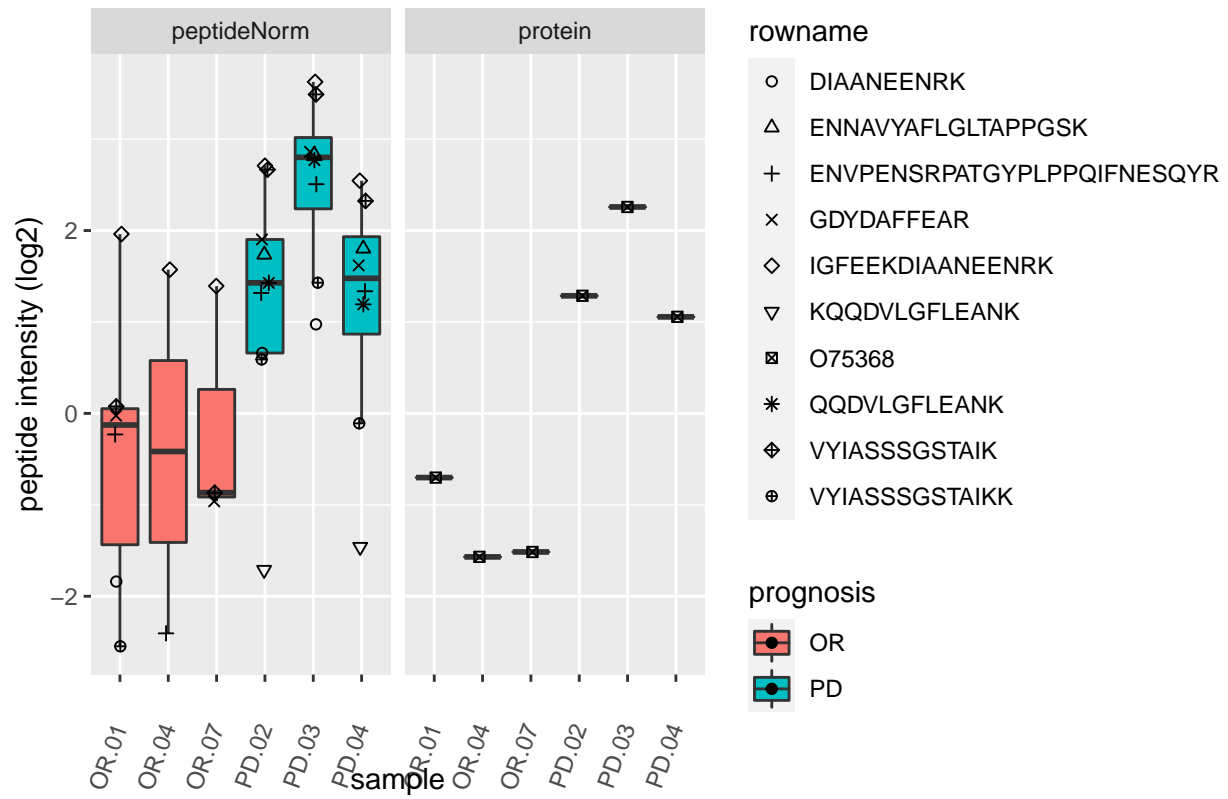 peptideNorm
protein
peptide intensity (log2)
2
0
−2
OR.01
OR.04
OR.07
PD.02
PD.03
PD.04
OR.01
OR.04
OR.07
PD.02
PD.03
PD.04
sample
rowname
DIAANEENRK
ENNAVYAFLGLTAPPGSK
ENVPENSRPATGYPLPPQIFNESQYR
GDYDAFFEAR
IGFEEKDIAANEENRK
KQQDVLGFLEANK
O75368
QQDVLGFLEANK
VYIASSSGSTAIK
VYIASSSGSTAIKK
prognosis
OR
PD